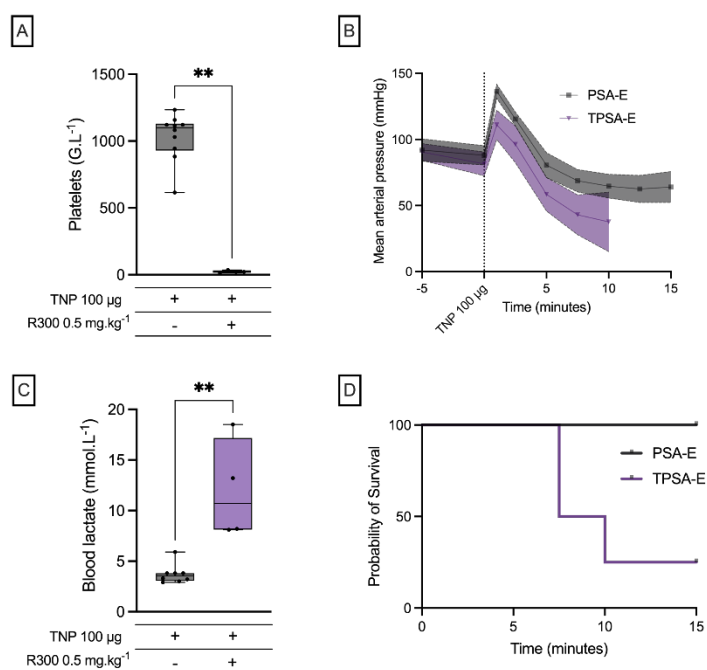 A
**
1500
1000
500
0
Platelets (G.L⁻¹)
TNP 100 µg + +
R300 0.5 mg.kg⁻¹ - +
B
150
100
50
0
Mean arterial pressure (mmHg)
PSA-E
TPSA-E
-5 5 10 15
TNP 100 µg
Time (minutes)
C
**
20
15
10
5
0
Blood lactate (mmol.L⁻¹)
TNP 100 µg + +
R300 0.5 mg.kg⁻¹ - +
D
100
50
0
Probability of Survival
PSA-E
TPSA-E
0 5 10 15
Time (minutes)